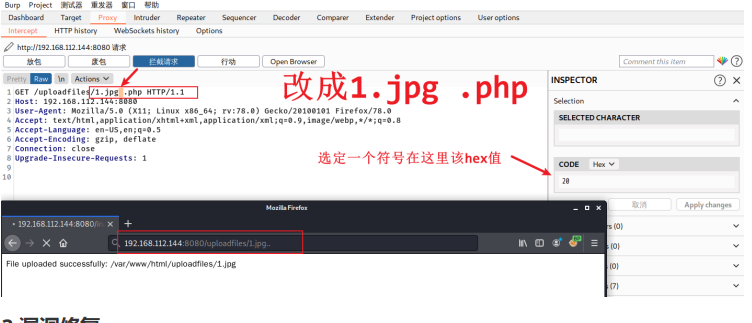 Burp Project 测试器 重发器 窗口 帮助
Dashboard Target Proxy Intruder Repeater Sequencer Decoder Comparer Extender Project options User options
Intercept HTTP history WebSockets history Options
http://192.168.112.144:8080 请求
放包 废包 拦截请求 行动 Open Browser Comment this item
Pretty Raw \n Actions
INSPECTOR
1 GET /uploadfiles/1.jpg .php HTTP/1.1
2 Host: 192.168.112.144:8080
3 User-Agent: Mozilla/5.0 (X11; Linux x86_64; rv:78.0) Gecko/20100101 Firefox/78.0
4 Accept: text/html,application/xhtml+xml,application/xml;q=0.9,image/webp,*/*;q=0.8
5 Accept-Language: en-US,en;q=0.5
6 Accept-Encoding: gzip, deflate
7 Connection: close
8 Upgrade-Insecure-Requests: 1
9
10
改成1.jpg .php
选定一个符号在这里该hex值
Selection
SELECTED CHARACTER
CODE Hex
20
取消 Apply changes
rs (0)
(0)
(0)
(7)
Mozilla Firefox
192.168.112.144:8080/
192.168.112.144:8080/uploadfiles/1.jpg..
File uploaded successfully: /var/www/html/uploadfiles/1.jpg